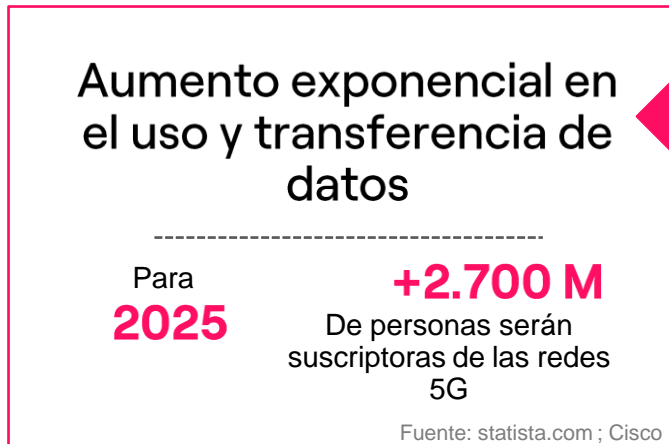 Aumento exponencial en
el uso y transferencia de
datos
Para
2025
+2.700 M
De personas serán
suscriptoras de las redes
5G
Fuente: statista.com ; Cisco